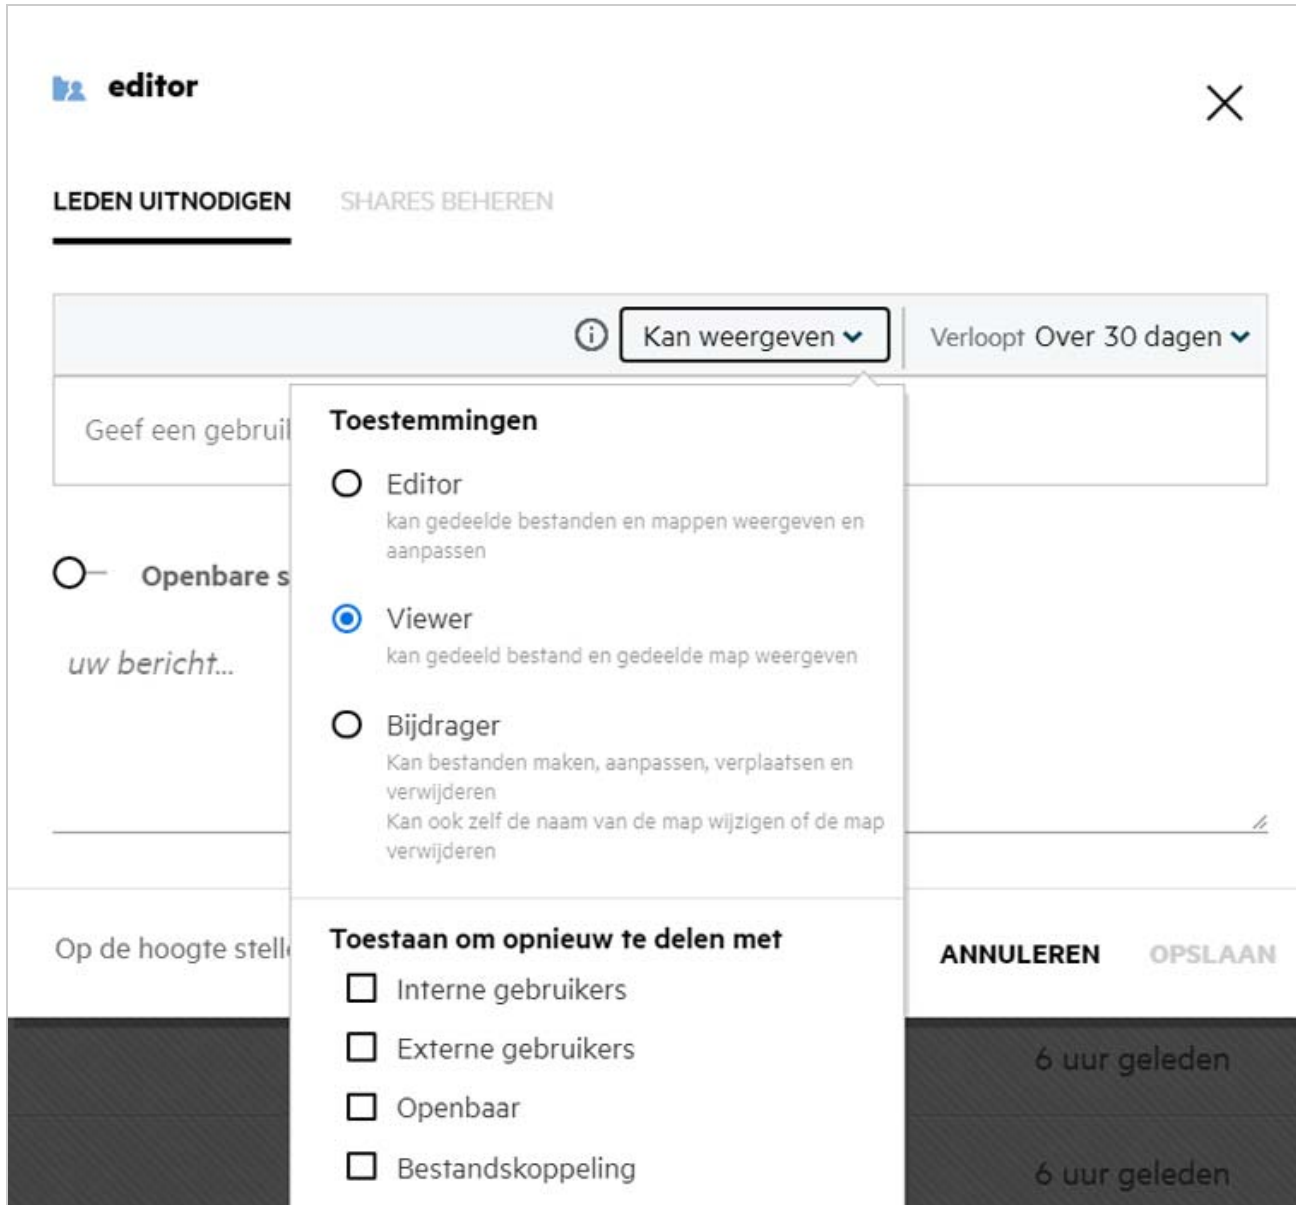 editor
LEDEN UITNODIGEN SHARES BEHEREN
Kan weergeven Verloopt Over 30 dagen
Geef een
Toestemmingen
Editor
kan gedeelde bestanden en mappen weergeven en
aanpassen
Openbare
Viewer
kan gedeeld bestand en gedeelde map weergeven
uw bericht...
Bijdrager
Kan bestanden maken, aanpassen, verplaatsen en
verwijderen
Kan ook zelf de naam van de map wijzigen of de map
verwijderen
Toestaan om opnieuw te delen met
Op de hoogte
ANNULEREN OPSLAAN
Interne gebruikers
Externe gebruikers
6 uur geleden
Openbaar
Bestandskoppeling
6 uur geleden